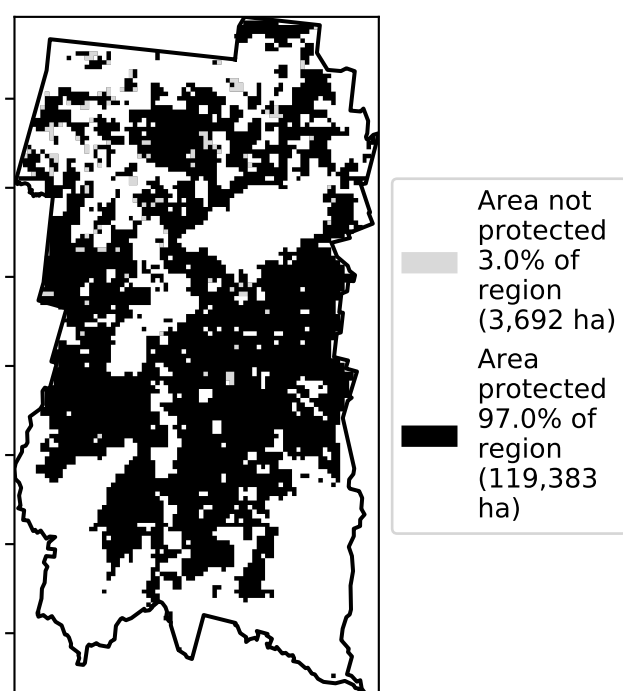 Area not
protected
3.0% of
region
(3,692 ha)
Area
protected
97.0% of
region
(119,383
ha)